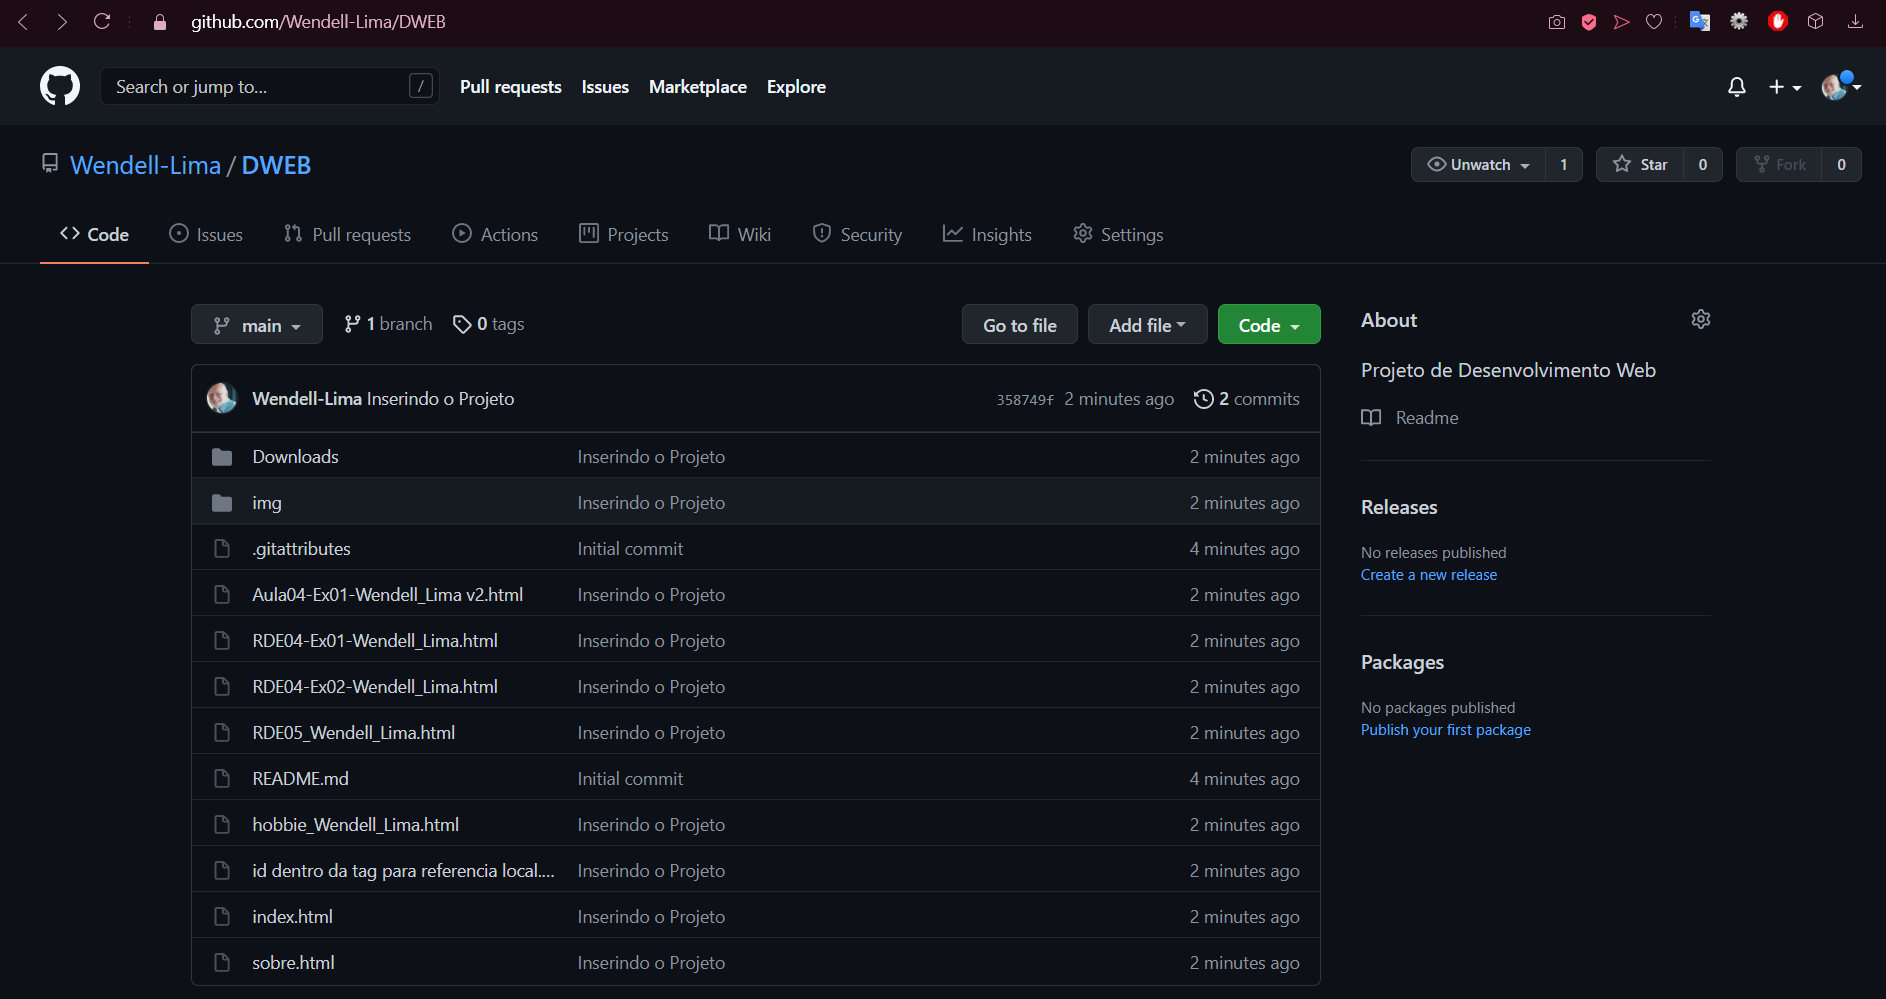 github.com/Wendell-Lima/DWEB
Search or jump to... /
Pull requests Issues Marketplace Explore
Wendell-Lima / DWEB
Unwatch 1 Star 0 Fork 0
Code Issues Pull requests Actions Projects Wiki Security Insights Settings
main 1 branch 0 tags Go to file Add file Code
Wendell-Lima Inserindo o Projeto 358749f 2 minutes ago 2 commits
Downloads Inserindo o Projeto 2 minutes ago
img Inserindo o Projeto 2 minutes ago
.gitattributes Initial commit 4 minutes ago
Aula04-Ex01-Wendell_Lima v2.html Inserindo o Projeto 2 minutes ago
RDE04-Ex01-Wendell_Lima.html Inserindo o Projeto 2 minutes ago
RDE04-Ex02-Wendell_Lima.html Inserindo o Projeto 2 minutes ago
RDE05_Wendell_Lima.html Inserindo o Projeto 2 minutes ago
README.md Initial commit 4 minutes ago
hobbie_Wendell_Lima.html Inserindo o Projeto 2 minutes ago
id dentro da tag para referencia local.... Inserindo o Projeto 2 minutes ago
index.html Inserindo o Projeto 2 minutes ago
sobre.html Inserindo o Projeto 2 minutes ago
About
Projeto de Desenvolvimento Web
Readme
Releases
No releases published
Create a new release
Packages
No packages published
Publish your first package